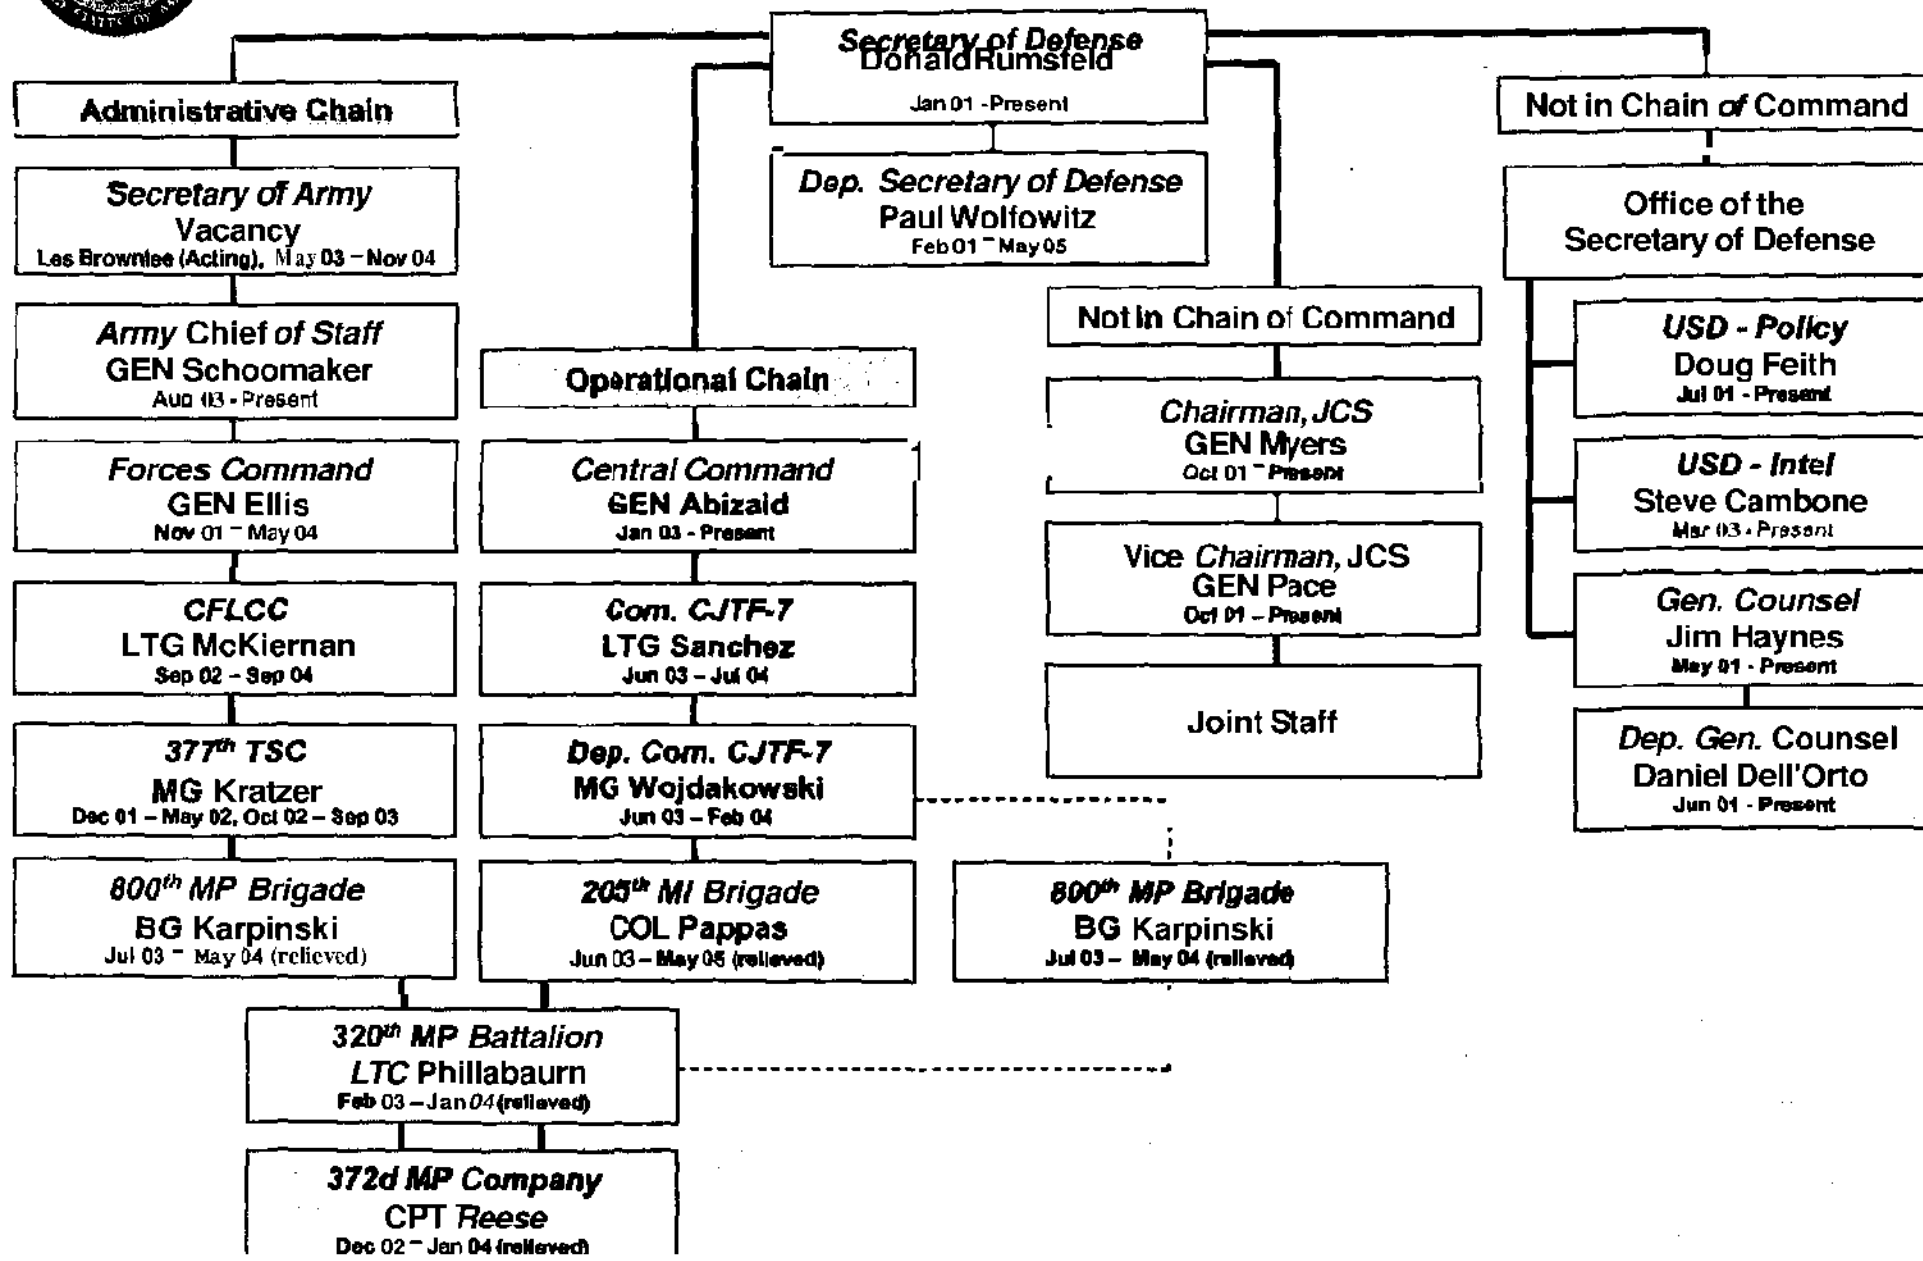 STATES OF
Secretary of Defense
Donald Rumsfeld
Jan 01 - Present
Administrative Chain
Secretary of Army
Vacancy
Les Brownlee (Acting), May 03 – Nov 04
Army Chief of Staff
GEN Schoomaker
Aug 03 - Present
Forces Command
GEN Ellis
Nov 01 – May 04
CFLCC
LTG McKiernan
Sep 02 – Sep 04
377th TSC
MG Kratzer
Dec 01 – May 02, Oct 02 – Sep 03
800th MP Brigade
BG Karpinski
Jul 03 – May 04 (relieved)
Dep. Secretary of Defense
Paul Wolfowitz
Feb 01 – May 05
Operational Chain
Central Command
GEN Abizaid
Jan 03 - Present
Com. CJTF-7
LTG Sanchez
Jun 03 – Jul 04
Dep. Com. CJTF-7
MG Wojdakowski
Jun 03 – Feb 04
205th MI Brigade
COL Pappas
Jun 03 – May 05 (relieved)
320th MP Battalion
LTC Phillabaurn
Feb 03 – Jan 04 (relieved)
372d MP Company
CPT Reese
Dec 02 – Jan 04 (relieved)
Not in Chain of Command
Chairman, JCS
GEN Myers
Oct 01 – Present
Vice Chairman, JCS
GEN Pace
Oct 01 – Present
Joint Staff
800th MP Brigade
BG Karpinski
Jul 03 – May 04 (relieved)
Not in Chain of Command
Office of the
Secretary of Defense
USD - Policy
Doug Feith
Jul 01 - Present
USD - Intel
Steve Cambone
Mar 03 - Present
Gen. Counsel
Jim Haynes
May 01 - Present
Dep. Gen. Counsel
Daniel Dell'Orto
Jun 01 - Present